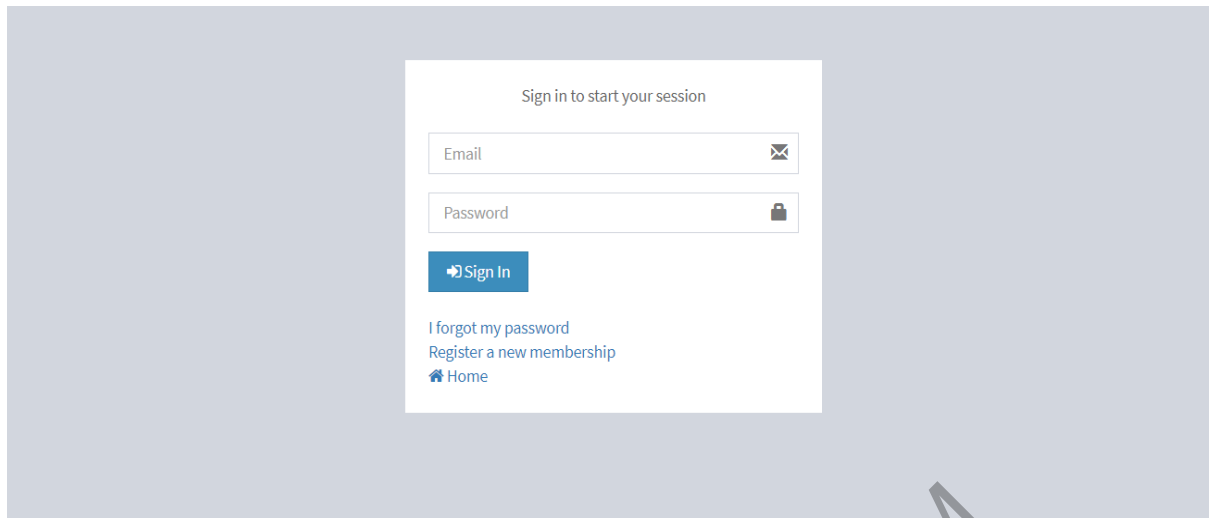 Sign in to start your session
Email
Password
Sign In
I forgot my password
Register a new membership
Home